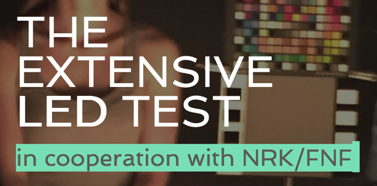 THE
EXTENSIVE
LED TEST
in cooperation with NRK/FNF